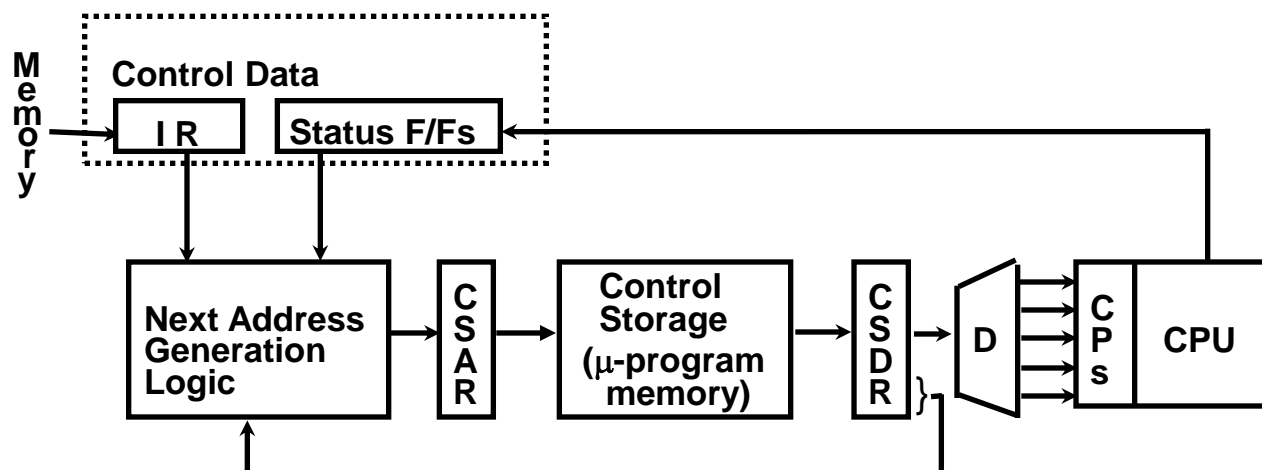 Memory
Control Data
I R
Status F/Fs
Next Address
Generation
Logic
CSAR
Control
Storage
(μ-program
memory)
CSDR
}
D
CPs
CPU